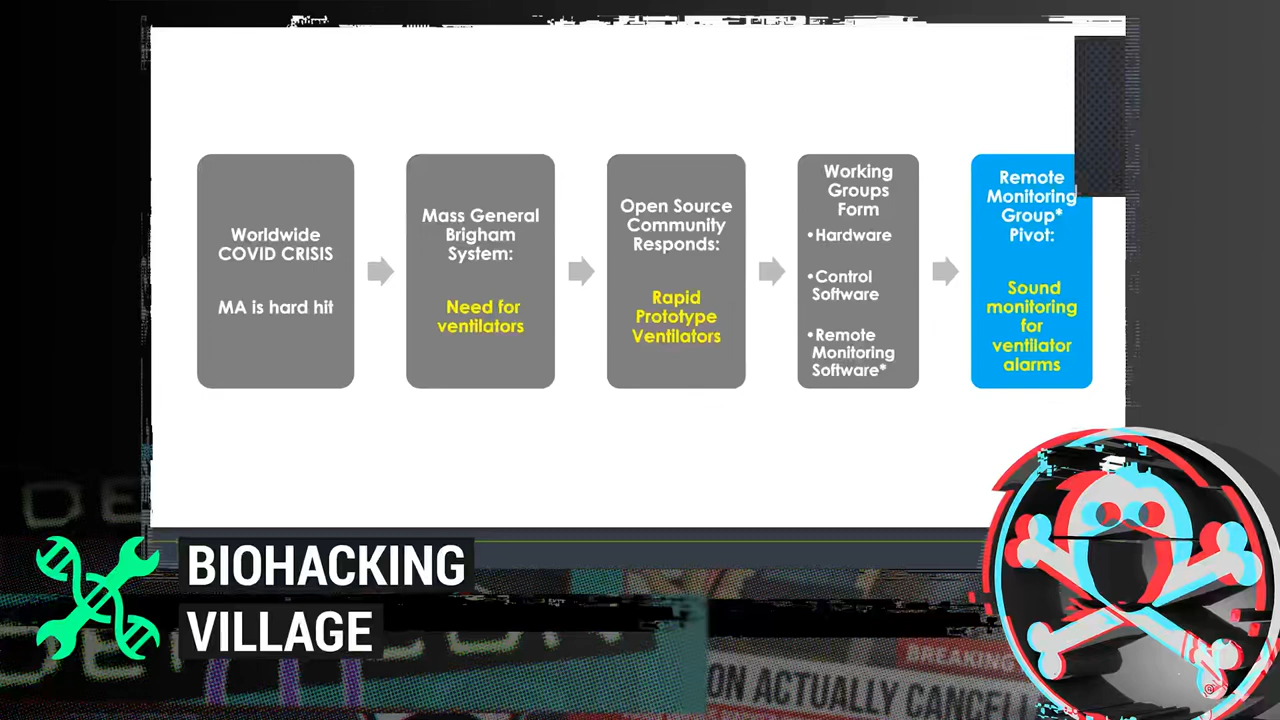 Worldwide
COVID CRISIS
MA is hard hit
Mass General
Brigham
System:
Need for
ventilators
Open Source
Community
Responds:
Rapid
Prototype
Ventilators
Working
Groups
Form
•Hardware
•Control
Software
•Remote
Monitoring
Software*
Remote
Monitoring
Group*
Pivot:
Sound
monitoring
for
ventilator
alarms
BIOHACKING
VILLAGE
BREAKING
ON ACTUALLY CANCELL